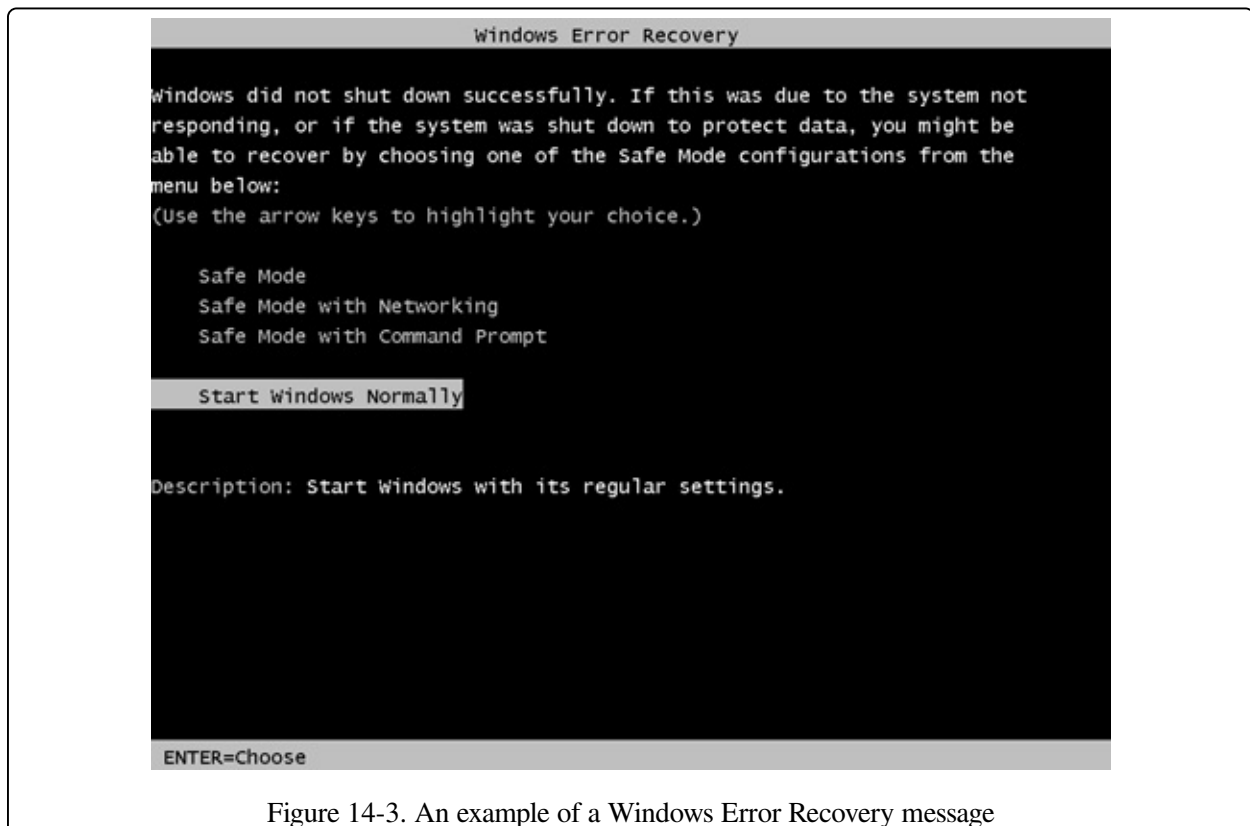 Windows Error Recovery
Windows did not shut down successfully. If this was due to the system not
responding, or if the system was shut down to protect data, you might be
able to recover by choosing one of the Safe Mode configurations from the
menu below:
(Use the arrow keys to highlight your choice.)
Safe Mode
Safe Mode with Networking
Safe Mode with Command Prompt
Start Windows Normally
Description: Start Windows with its regular settings.
ENTER=Choose
Figure 14-3. An example of a Windows Error Recovery message